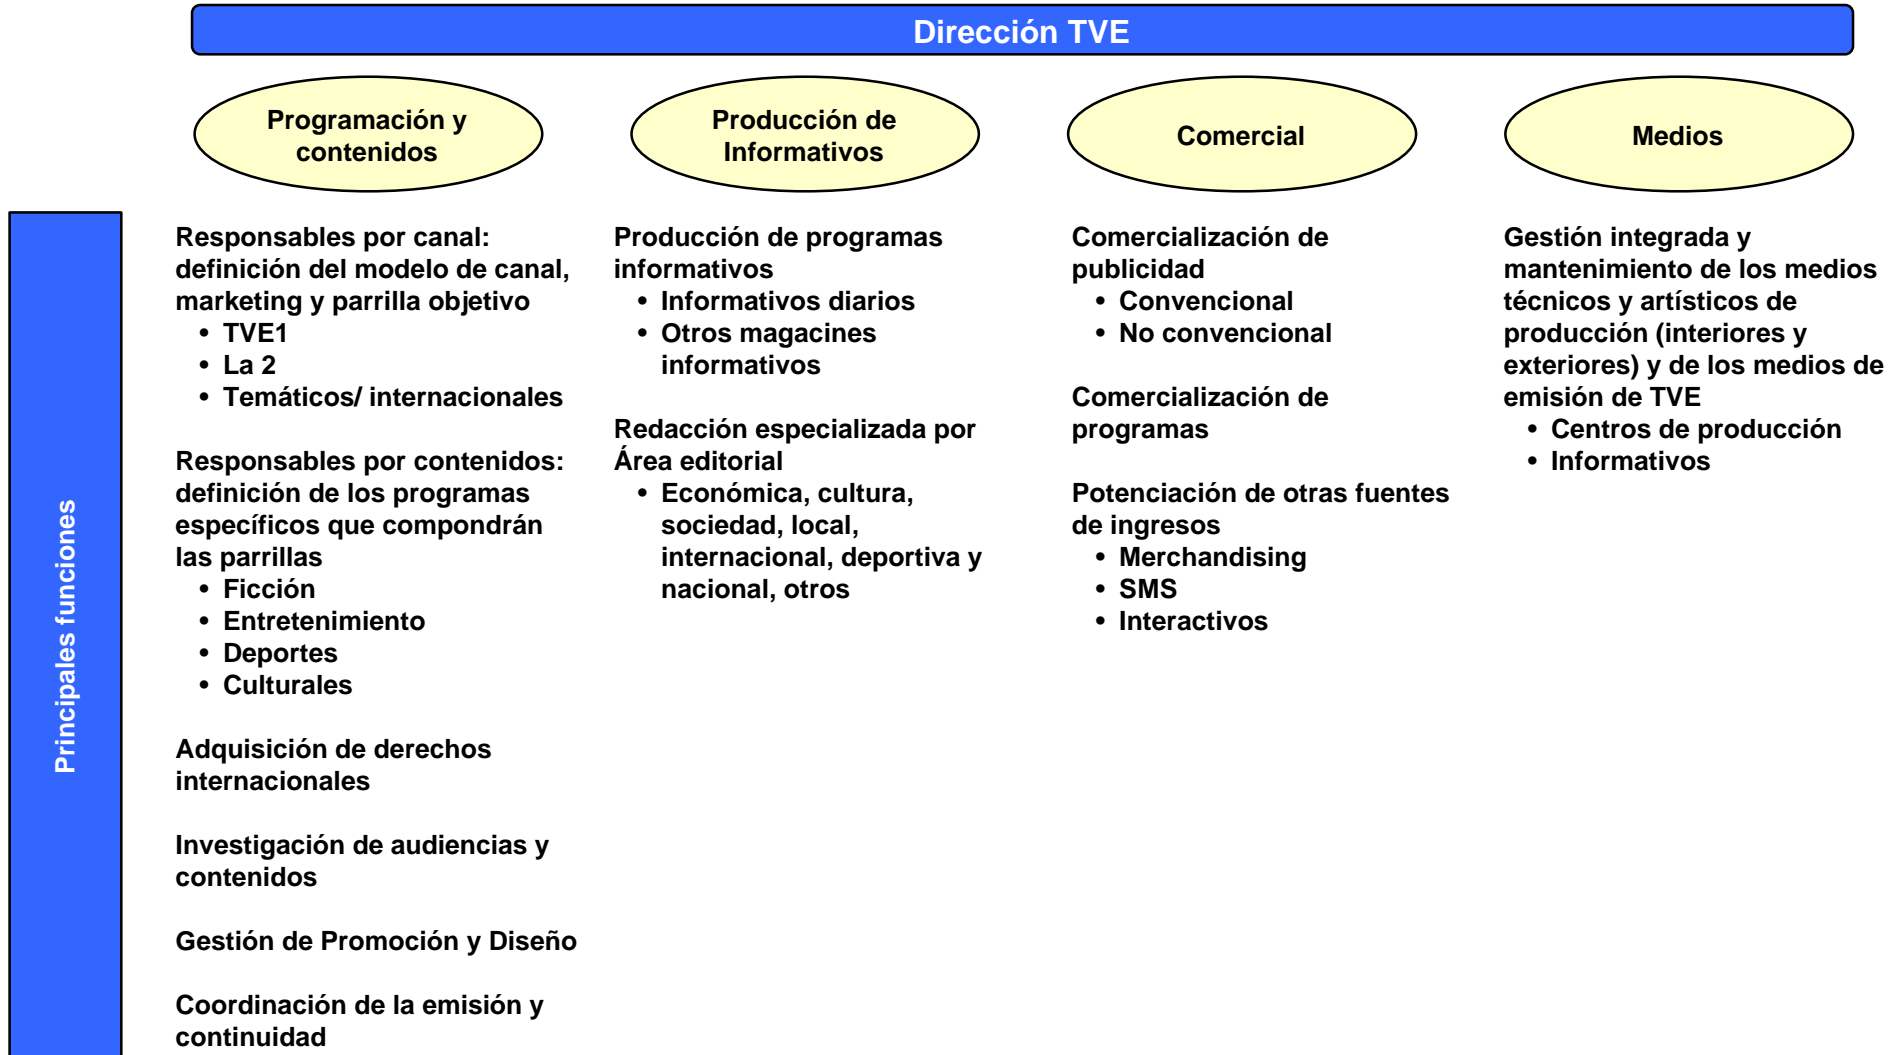 Dirección TVE
Programación y
contenidos
Producción de
Informativos
Comercial
Medios
Principales funciones
Responsables por canal:
definición del modelo de canal,
marketing y parrilla objetivo
• TVE1
• La 2
• Temáticos/ internacionales
Responsables por contenidos:
definición de los programas
específicos que compondrán
las parrillas
• Ficción
• Entretenimiento
• Deportes
• Culturales
Adquisición de derechos
internacionales
Investigación de audiencias y
contenidos
Gestión de Promoción y Diseño
Coordinación de la emisión y
continuidad
Producción de programas
informativos
• Informativos diarios
• Otros magacines
informativos
Redacción especializada por
Área editorial
• Económica, cultura,
sociedad, local,
internacional, deportiva y
nacional, otros
Comercialización de
publicidad
• Convencional
• No convencional
Comercialización de
programas
Potenciación de otras fuentes
de ingresos
• Merchandising
• SMS
• Interactivos
Gestión integrada y
mantenimiento de los medios
técnicos y artísticos de
producción (interiores y
exteriores) y de los medios de
emisión de TVE
• Centros de producción
• Informativos